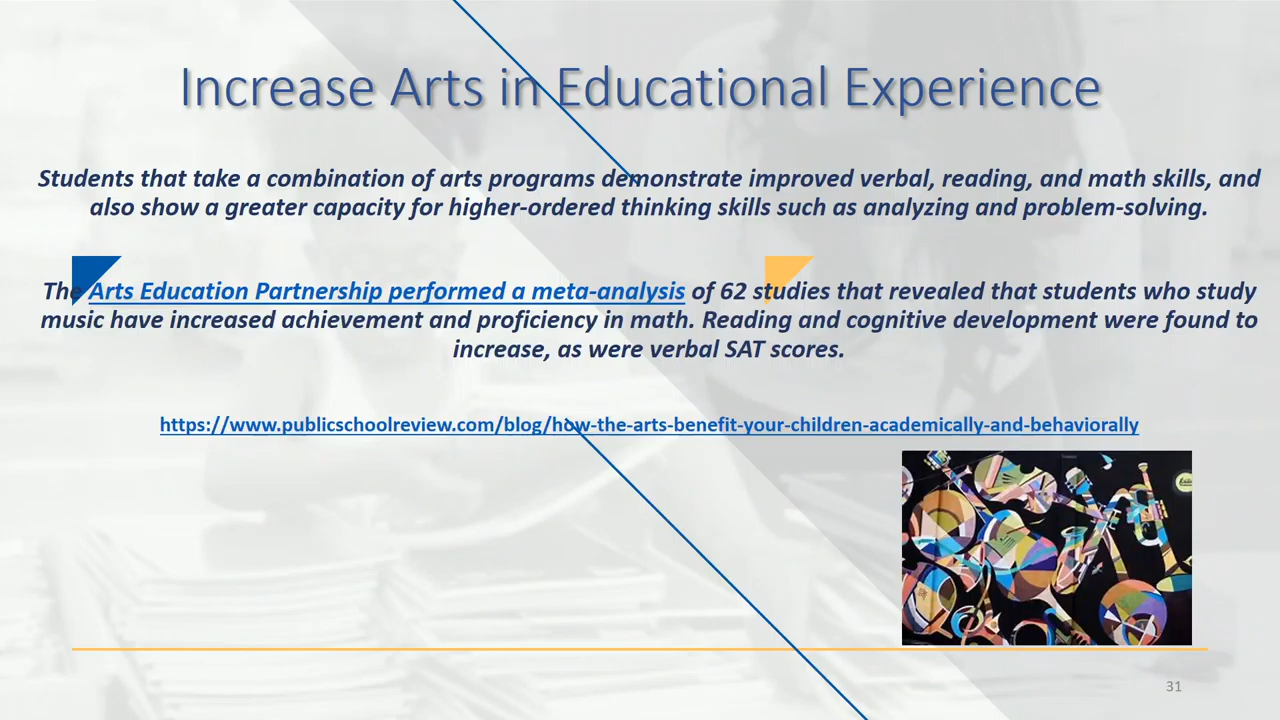 Increase Arts in Educational Experience
Students that take a combination of arts programs demonstrate improved verbal, reading, and math skills, and
also show a greater capacity for higher-ordered thinking skills such as analyzing and problem-solving.
The Arts Education Partnership performed a meta-analysis of 62 studies that revealed that students who study
music have increased achievement and proficiency in math. Reading and cognitive development were found to
increase, as were verbal SAT scores.
https://www.publicschoolreview.com/blog/how-the-arts-benefit-your-children-academically-and-behaviorally
31